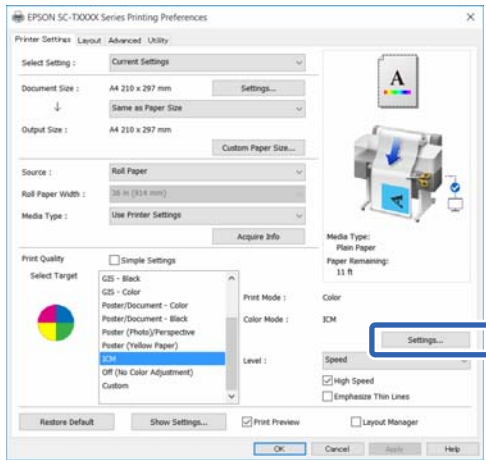 EPSON SC-TXXXX Series Printing Preferences
Printer Settings Layout Advanced Utility
Select Setting : Current Settings
Document Size : A4 210 x 297 mm Settings...
Same as Paper Size
Output Size : A4 210 x 297 mm
Custom Paper Size...
Source : Roll Paper
Roll Paper Width : 36 in (914 mm)
Media Type : Use Printer Settings
Acquire Info
A
Media Type:
Plain Paper
Paper Remaining:
11 ft
Print Quality Simple Settings
Select Target
GIS - Black
GIS - Color
Poster/Document - Color
Poster/Document - Black
Poster (Photo)/Perspective
Poster (Yellow Paper)
ICM
Off (No Color Adjustment)
Custom
Print Mode : Color
Color Mode : ICM
Settings...
Level : Speed
High Speed
Emphasize Thin Lines
Restore Default Show Settings... Print Preview Layout Manager
OK Cancel Apply Help